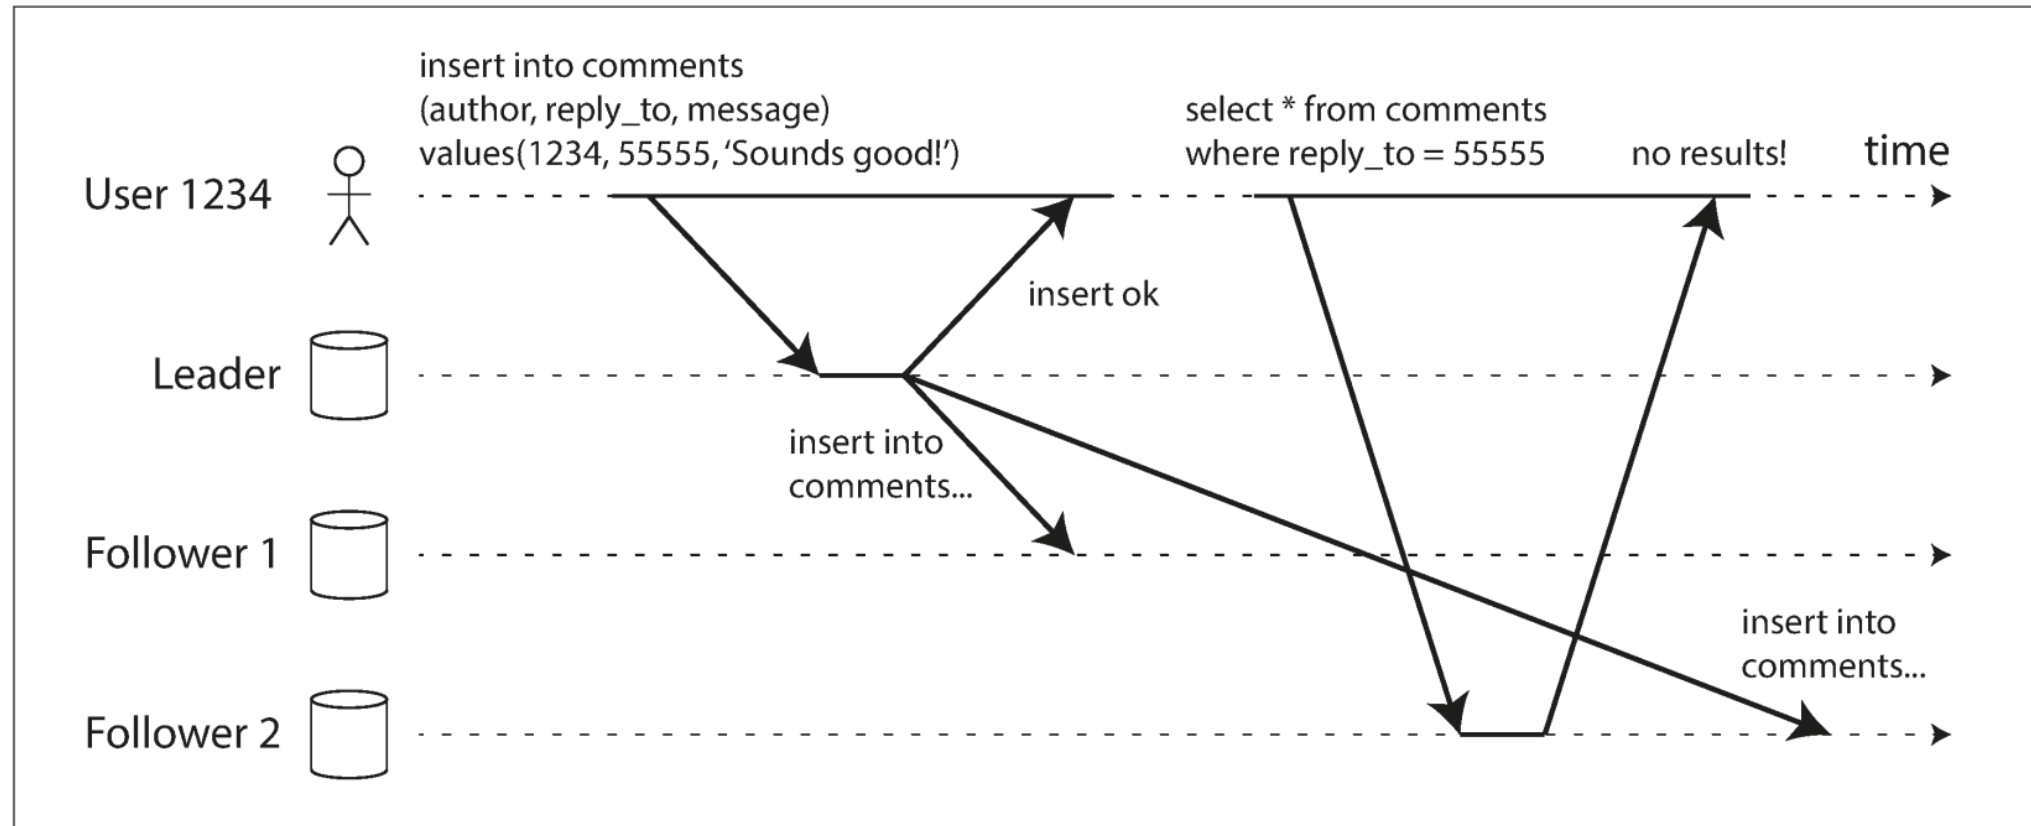 insert into comments
(author, reply_to, message)
values(1234, 55555, ‘Sounds good!’)
select * from comments
where reply_to = 55555
no results!
time
User 1234
insert ok
Leader
insert into
comments...
Follower 1
insert into
comments...
Follower 2